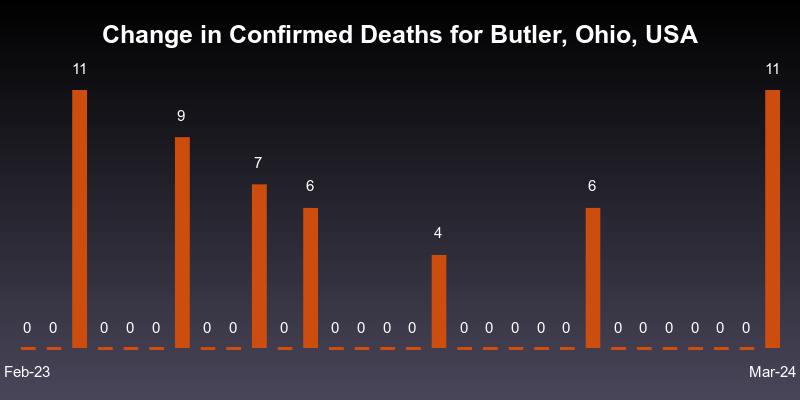 Change in Confirmed Deaths for Butler, Ohio, USA
11 11
9
7
6 6
4
0 0 0 0 0 0 0 0 0 0 0 0 0 0 0 0 0 0 0 0 0 0 0
Feb-23 Mar-24